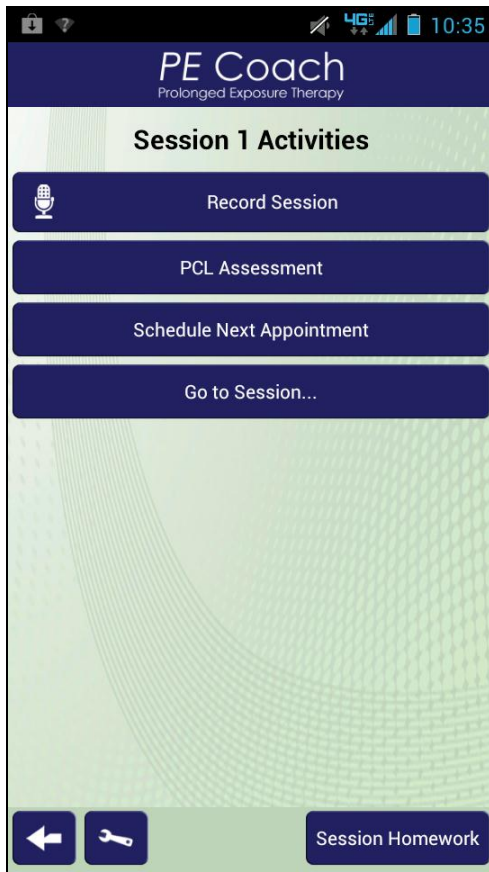 4G 10:35
PE Coach
Prolonged Exposure Therapy
Session 1 Activities
Record Session
PCL Assessment
Schedule Next Appointment
Go to Session...
Session Homework